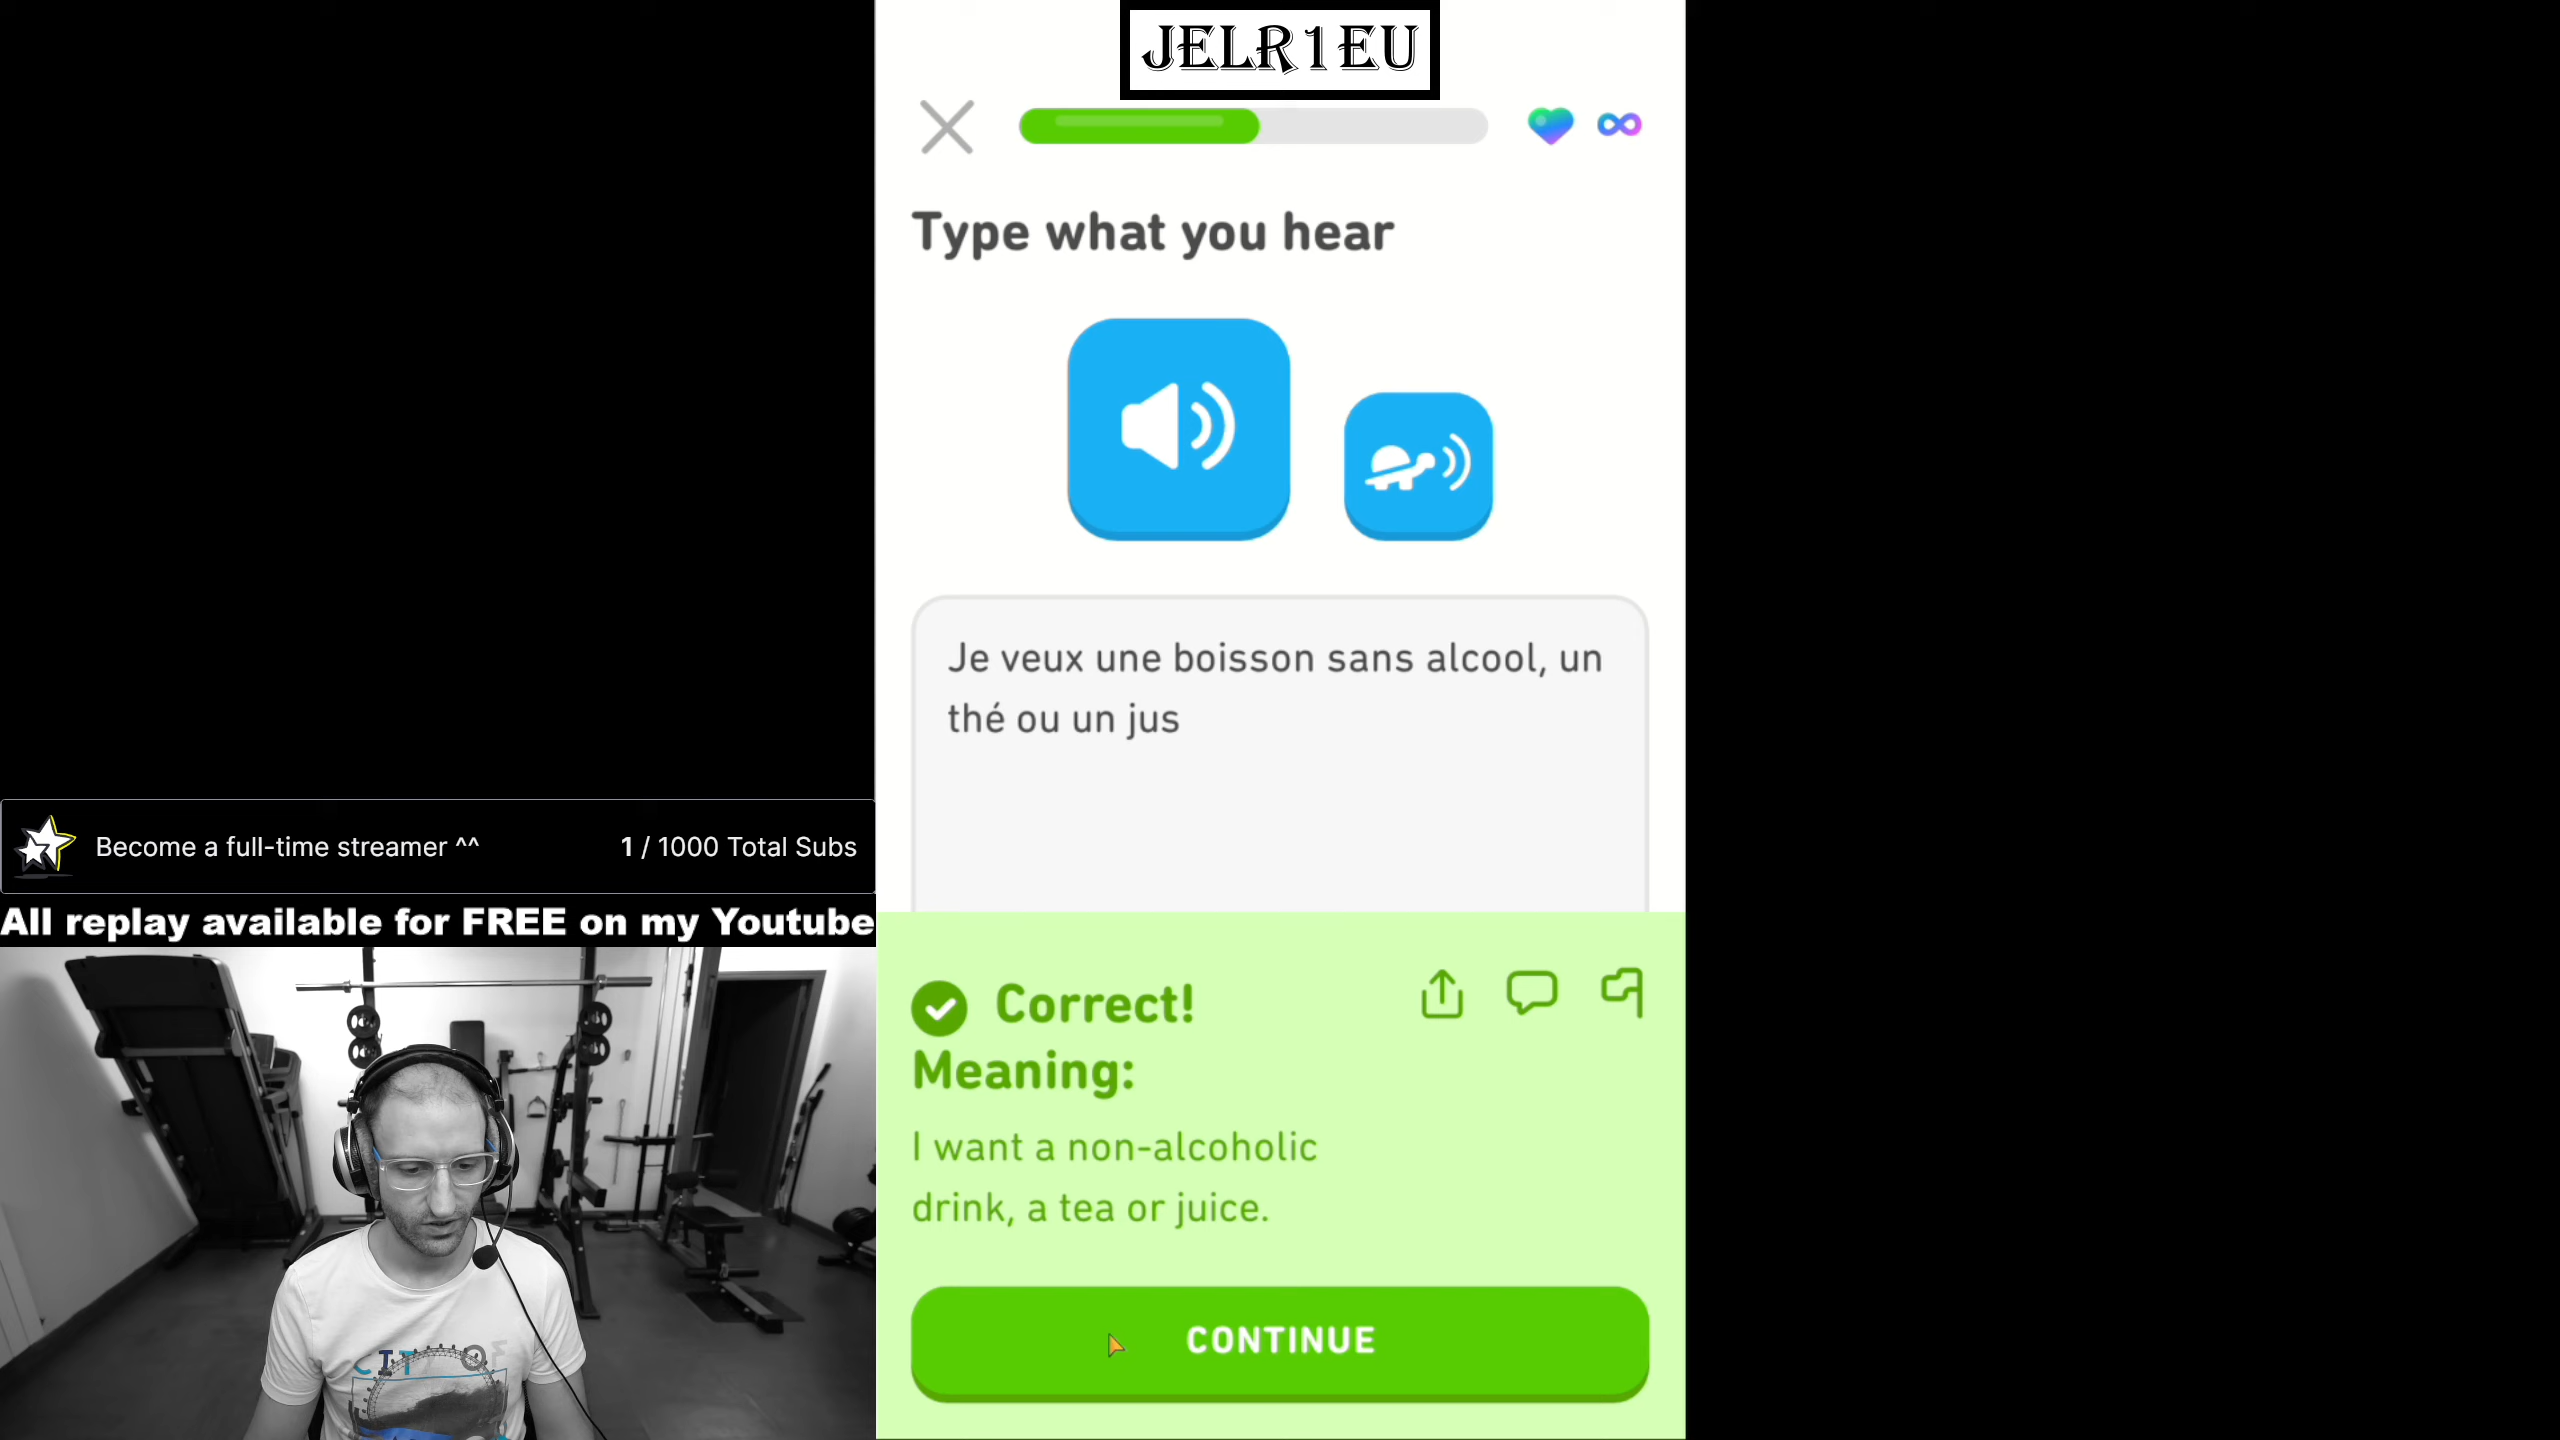 JELR1EU
Type what you hear
Je veux une boisson sans alcool, un
thé ou un jus
Become a full-time streamer ^^
1 / 1000 Total Subs
All replay available for FREE on my Youtube
Correct!
Meaning:
I want a non-alcoholic
drink, a tea or juice.
CONTINUE